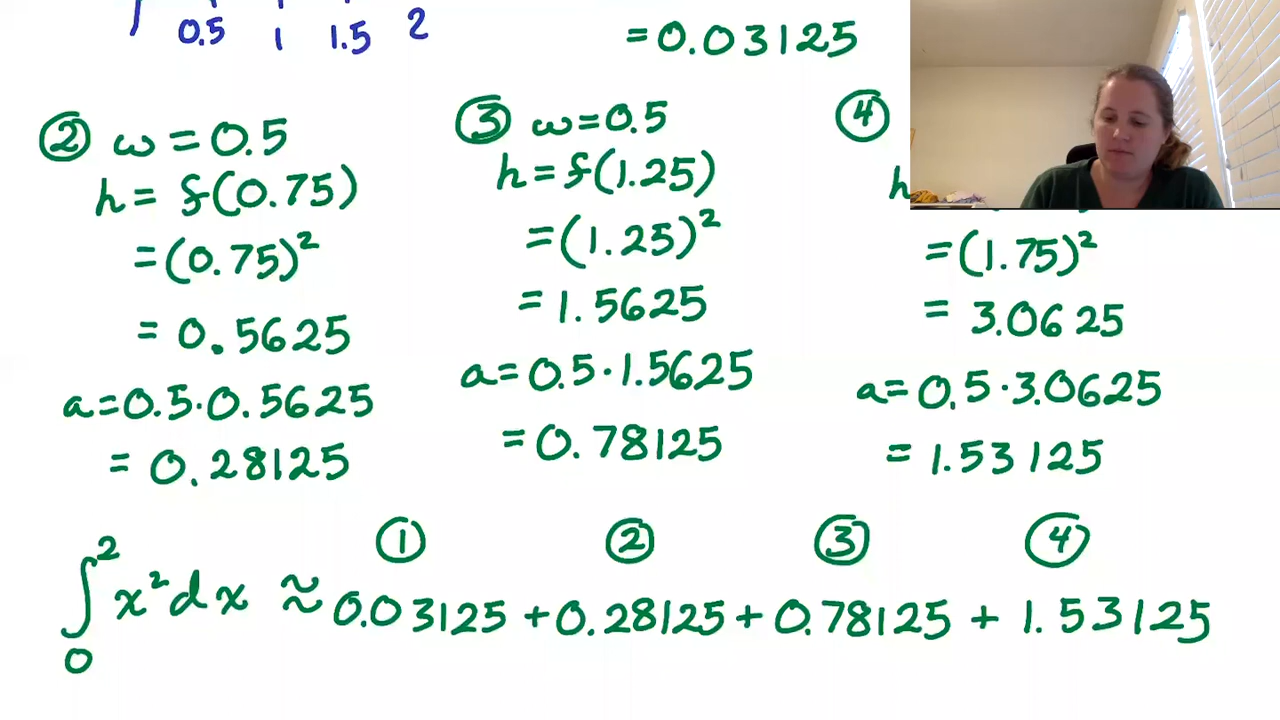 0.5 1 1.5 2
=0.03125
② w=0.5
h=f(0.75)
=(0.75)²
=0.5625
a=0.5·0.5625
=0.28125
③ w=0.5
h=f(1.25)
=(1.25)²
=1.5625
a=0.5·1.5625
=0.78125
④
h
=(1.75)²
=3.0625
a=0.5·3.0625
=1.53125
① ② ③ ④
∫₀² x²dx ≈ 0.03125+0.28125+0.78125+1.53125